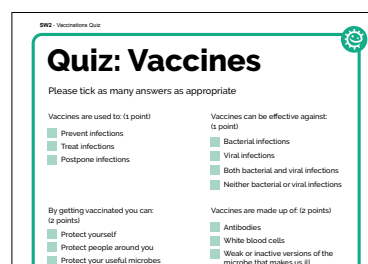 SW2 - Vaccinations Quiz
Quiz: Vaccines
Please tick as many answers as appropriate
Vaccines are used to: (1 point)
Prevent infections
Treat infections
Postpone infections
Vaccines can be effective against:
(1 point)
Bacterial infections
Viral infections
Both bacterial and viral infections
Neither bacterial or viral infections
By getting vaccinated you can:
(2 points)
Protect yourself
Protect people around you
Protect your useful microbes
Vaccines are made up of: (2 points)
Antibodies
White blood cells
Weak or inactive versions of the
microbe that makes us ill